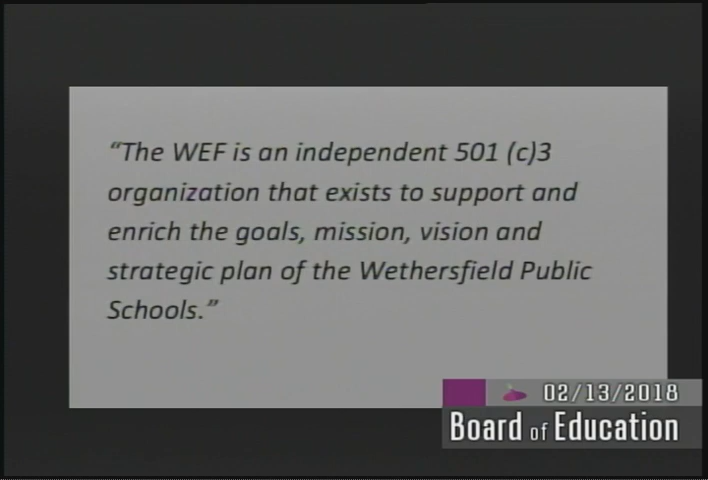 “The WEF is an independent 501 (c)3
organization that exists to support and
enrich the goals, mission, vision and
strategic plan of the Wethersfield Public
Schools.”
02/13/2018
Board of Education